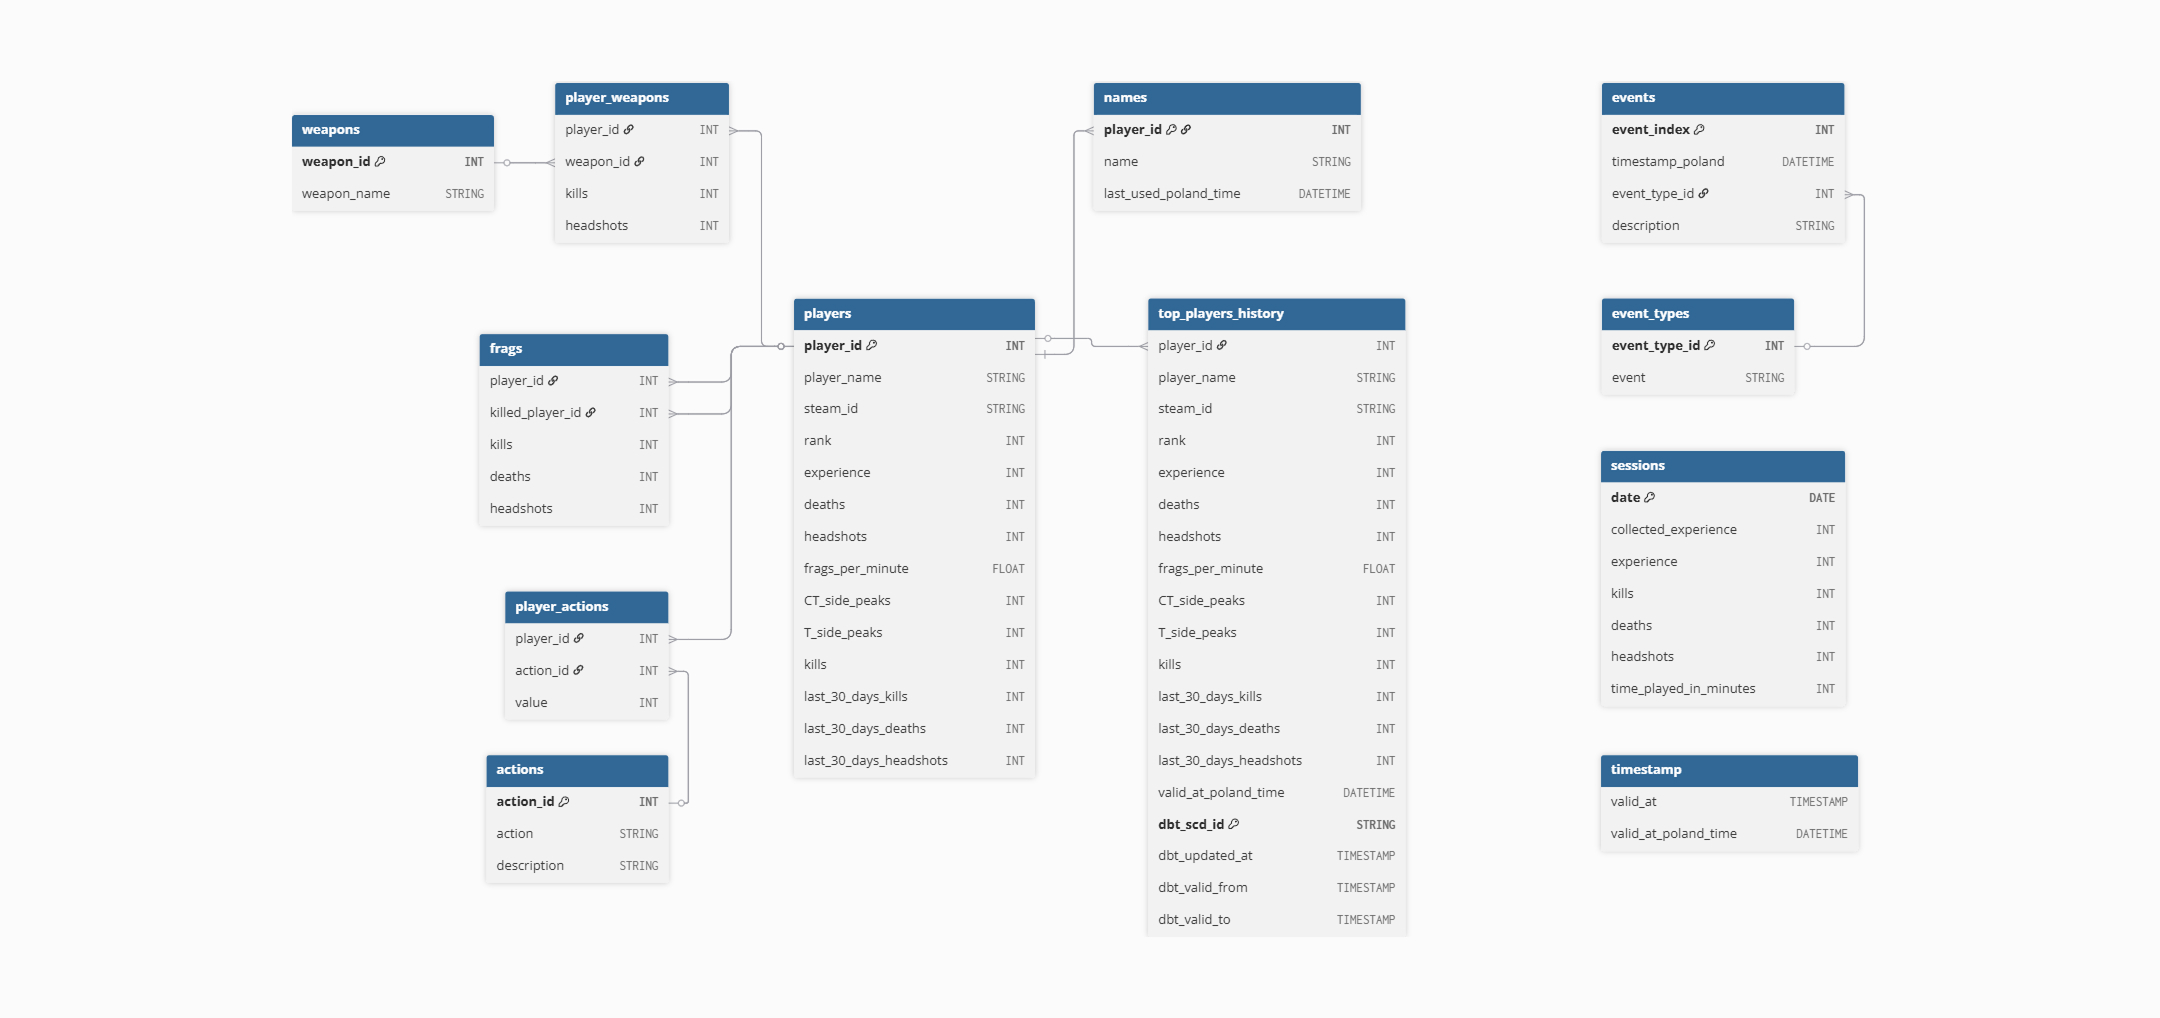 weapons
weapon_id INT
weapon_name STRING
player_weapons
player_id INT
weapon_id INT
kills INT
headshots INT
names
player_id INT
name STRING
last_used_poland_time DATETIME
events
event_index INT
timestamp_poland DATETIME
event_type_id INT
description STRING
frags
player_id INT
killed_player_id INT
kills INT
deaths INT
headshots INT
players
player_id INT
player_name STRING
steam_id STRING
rank INT
experience INT
deaths INT
headshots INT
frags_per_minute FLOAT
CT_side_peaks INT
T_side_peaks INT
kills INT
last_30_days_kills INT
last_30_days_deaths INT
last_30_days_headshots INT
top_players_history
player_id INT
player_name STRING
steam_id STRING
rank INT
experience INT
deaths INT
headshots INT
frags_per_minute FLOAT
CT_side_peaks INT
T_side_peaks INT
kills INT
last_30_days_kills INT
last_30_days_deaths INT
last_30_days_headshots INT
valid_at_poland_time DATETIME
dbt_scd_id STRING
dbt_updated_at TIMESTAMP
dbt_valid_from TIMESTAMP
dbt_valid_to TIMESTAMP
event_types
event_type_id INT
event STRING
sessions
date DATE
collected_experience INT
experience INT
kills INT
deaths INT
headshots INT
time_played_in_minutes INT
player_actions
player_id INT
action_id INT
value INT
actions
action_id INT
action STRING
description STRING
timestamp
valid_at TIMESTAMP
valid_at_poland_time DATETIME